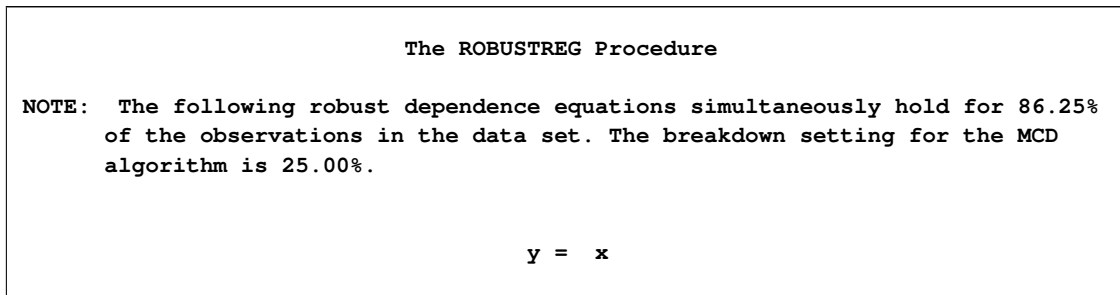 The ROBUSTREG Procedure
NOTE: The following robust dependence equations simultaneously hold for 86.25%
of the observations in the data set. The breakdown setting for the MCD
algorithm is 25.00%.
y = x